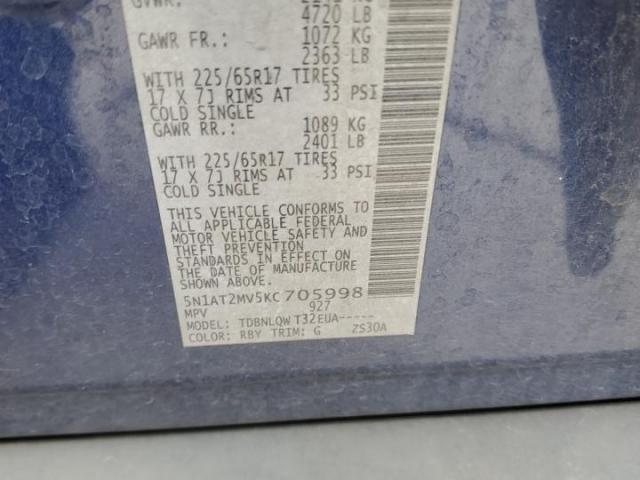 GVWR:
4720 LB
GAWR FR.: 1072 KG
2363 LB
WITH 225/65R17 TIRES
17 X 7J RIMS AT 33 PSI
COLD SINGLE
GAWR RR.: 1089 KG
2401 LB
WITH 225/65R17 TIRES
17 X 7J RIMS AT 33 PSI
COLD SINGLE
THIS VEHICLE CONFORMS TO
ALL APPLICABLE FEDERAL
MOTOR VEHICLE SAFETY AND
THEFT PREVENTION
STANDARDS IN EFFECT ON
THE DATE OF MANUFACTURE
SHOWN ABOVE.
5N1AT2MV5KC705998
MPV 927
MODEL: TDBNLQW T32EUA-----
COLOR: RBY TRIM: G ZS30A